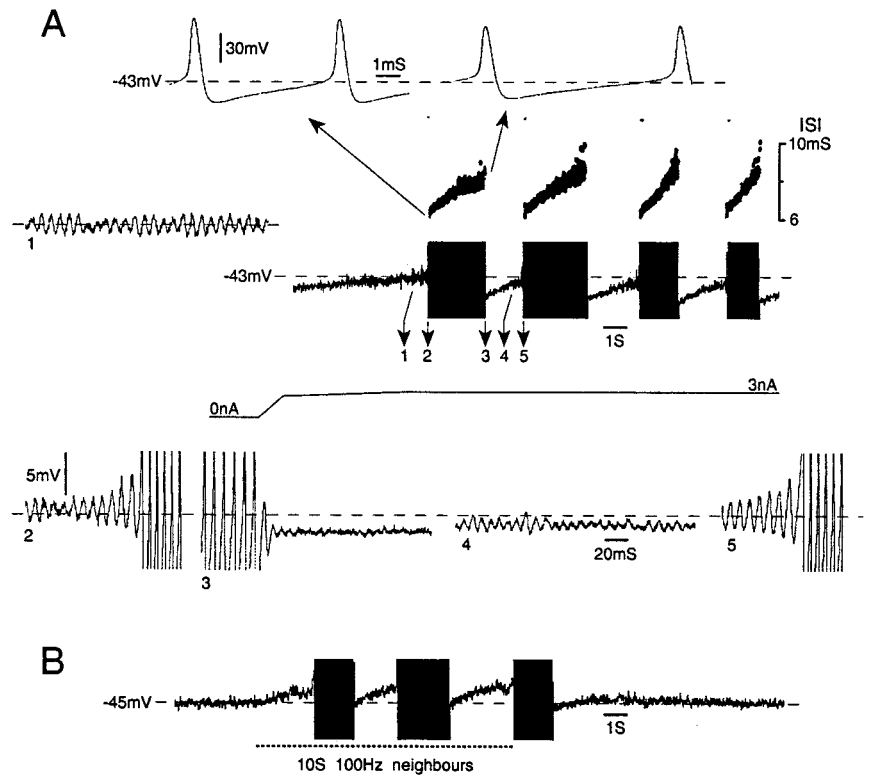 A
30mV
1mS
-43mV
ISI
10mS
6
1
-43mV
1S
1 2 3 4 5
0nA
3nA
5mV
2
3
4
20mS
5
B
-45mV
1S
10S 100Hz neighbours